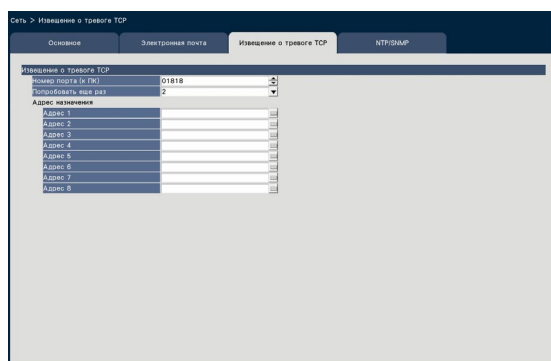 Сеть > Извещение о тревоге TCP
Основное Электронная почта Извещение о тревоге TCP NTP/SNMP
Извещение о тревоге TCP
Номер порта (к ПК) 01818
Попробовать еще раз 2
Адрес назначения
Адрес 1
Адрес 2
Адрес 3
Адрес 4
Адрес 5
Адрес 6
Адрес 7
Адрес 8